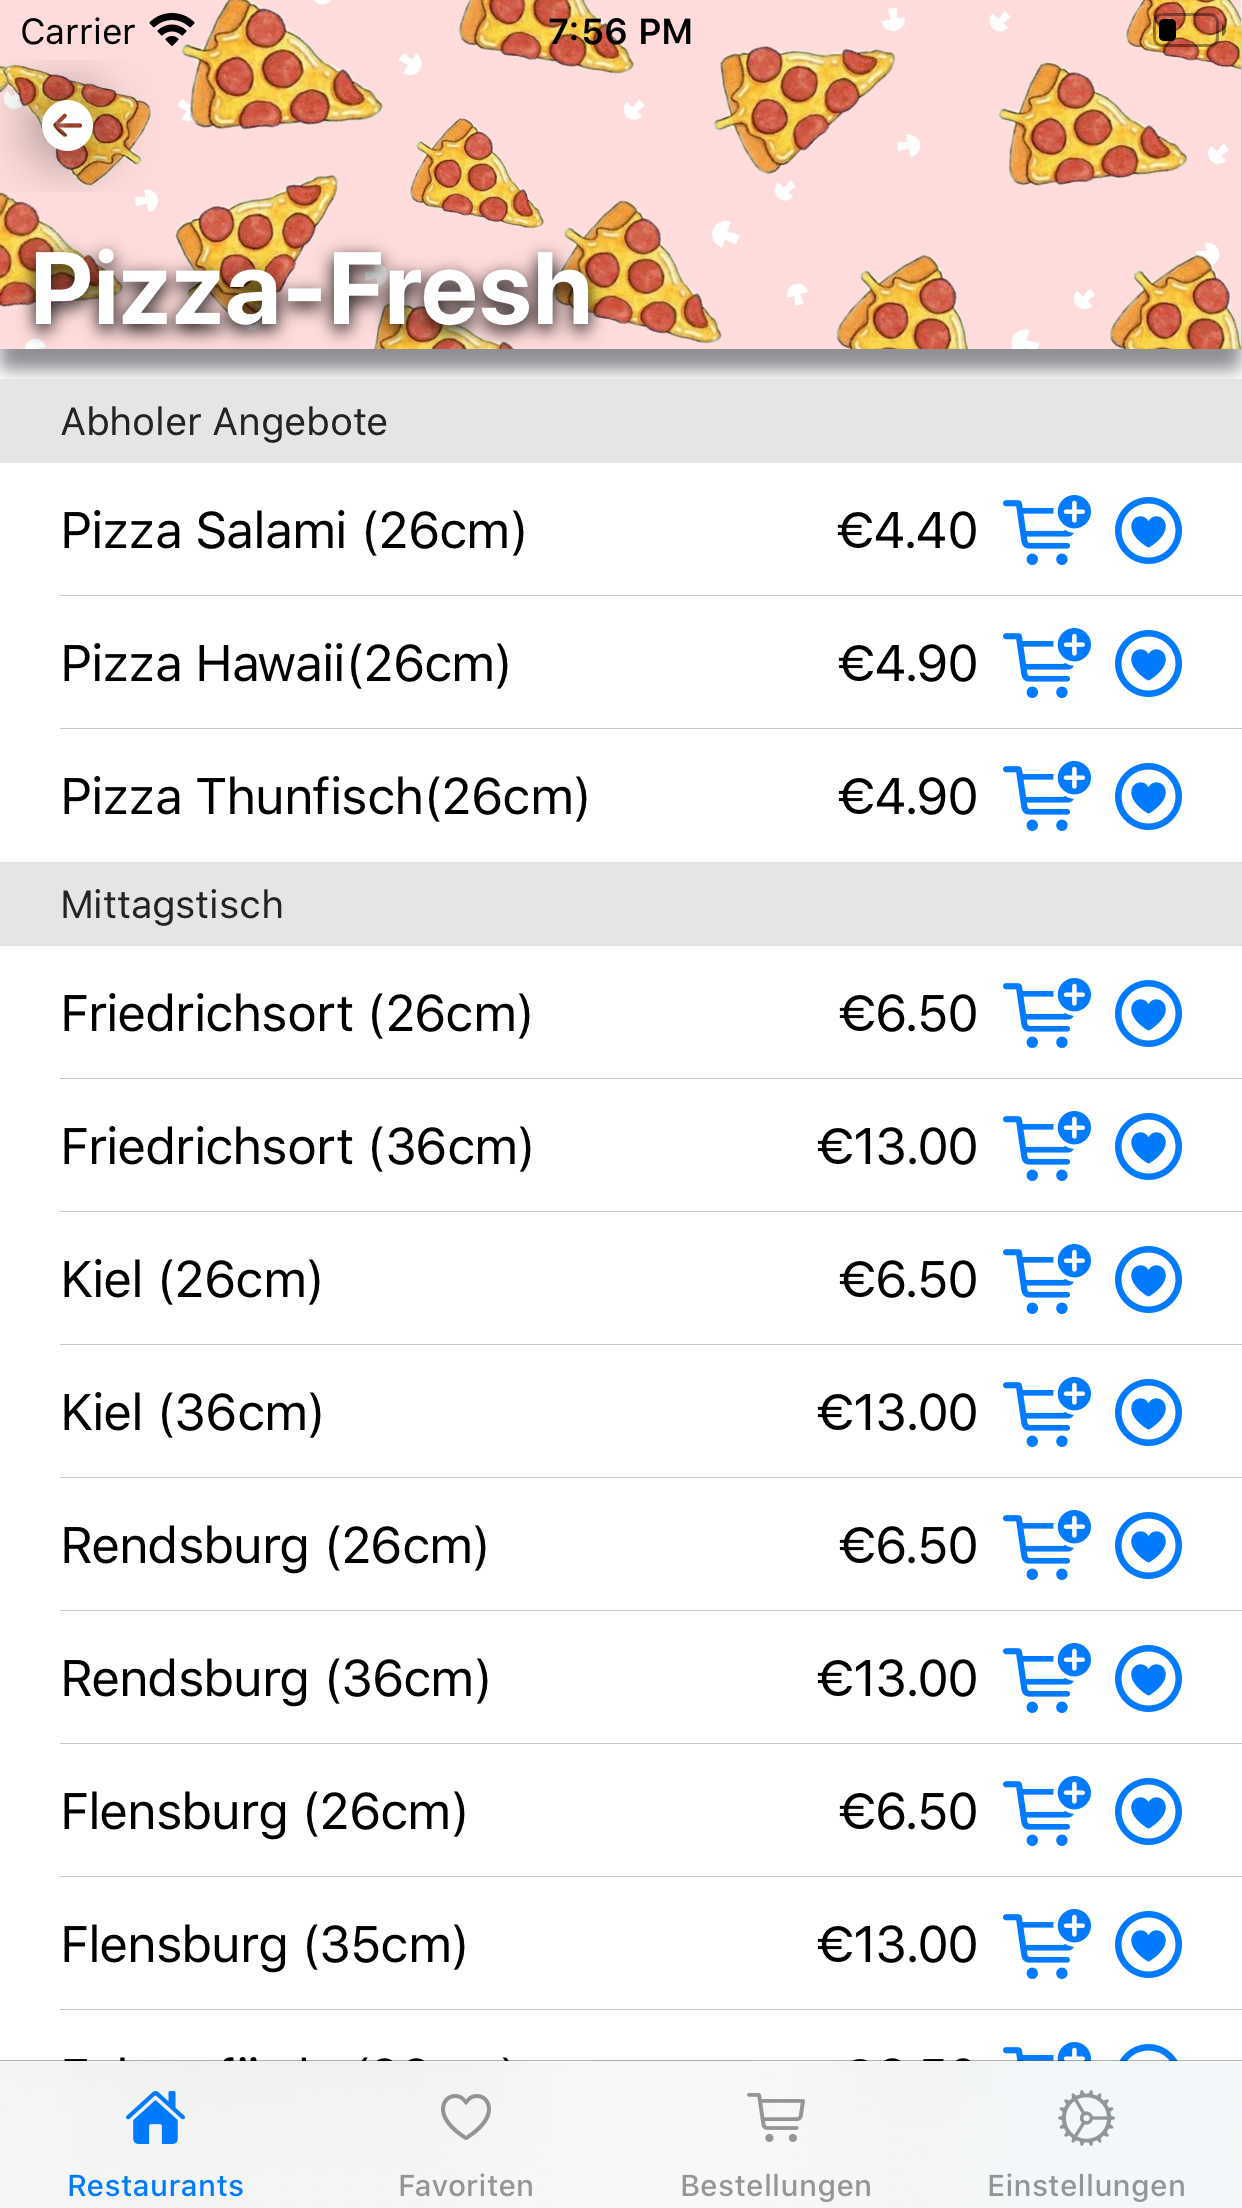 Carrier 7:56 PM
Pizza-Fresh
Abholer Angebote
Pizza Salami (26cm) €4.40
Pizza Hawaii(26cm) €4.90
Pizza Thunfisch(26cm) €4.90
Mittagstisch
Friedrichsort (26cm) €6.50
Friedrichsort (36cm) €13.00
Kiel (26cm) €6.50
Kiel (36cm) €13.00
Rendsburg (26cm) €6.50
Rendsburg (36cm) €13.00
Flensburg (26cm) €6.50
Flensburg (35cm) €13.00
Restaurants Favoriten Bestellungen Einstellungen